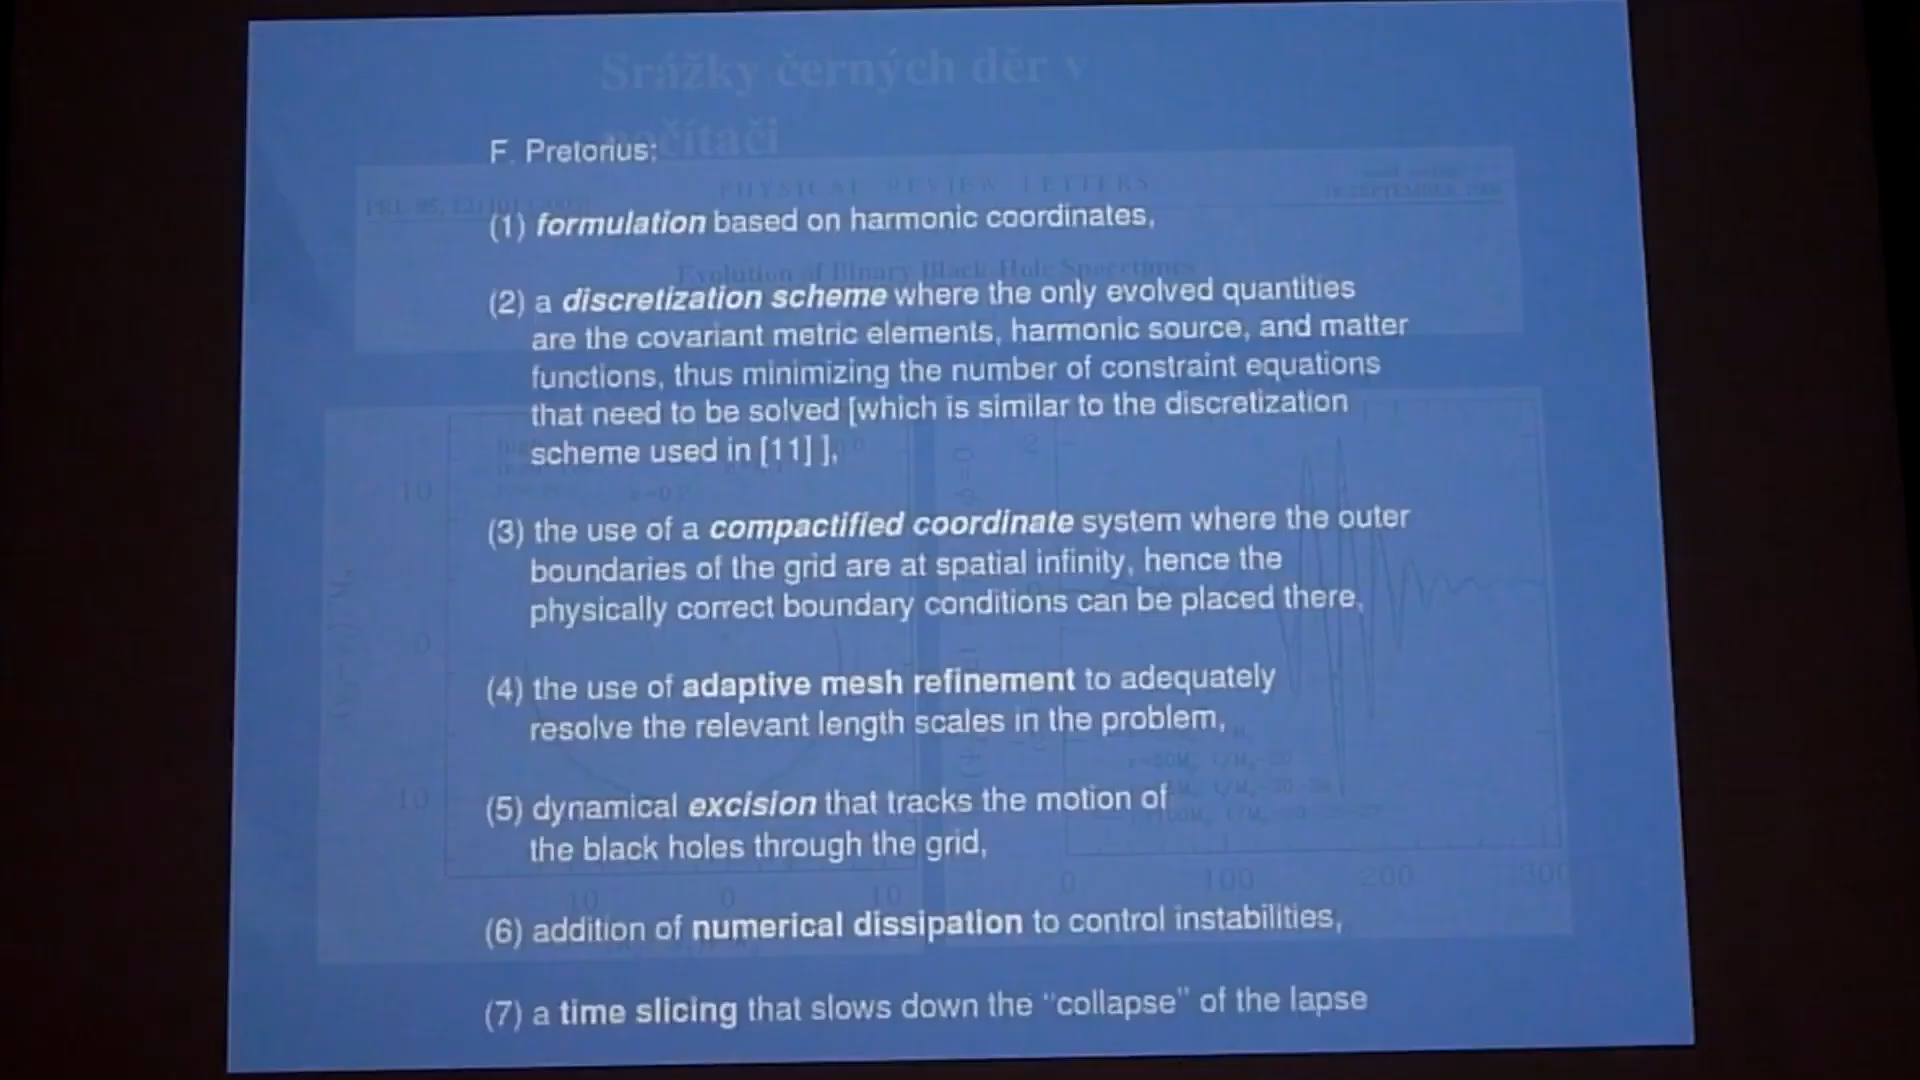 Srážky černých děr v
počítači
F. Pretorius:
PHYSICAL REVIEW LETTERS
(1) formulation based on harmonic coordinates,
Evolution of Binary Black-Hole Spacetimes
(2) a discretization scheme where the only evolved quantities
are the covariant metric elements, harmonic source, and matter
functions, thus minimizing the number of constraint equations
that need to be solved [which is similar to the discretization
scheme used in [11] ],
(3) the use of a compactified coordinate system where the outer
boundaries of the grid are at spatial infinity, hence the
physically correct boundary conditions can be placed there,
(4) the use of adaptive mesh refinement to adequately
resolve the relevant length scales in the problem,
(5) dynamical excision that tracks the motion of
the black holes through the grid,
0 100 200 300
10 0 10
(6) addition of numerical dissipation to control instabilities,
(7) a time slicing that slows down the "collapse" of the lapse